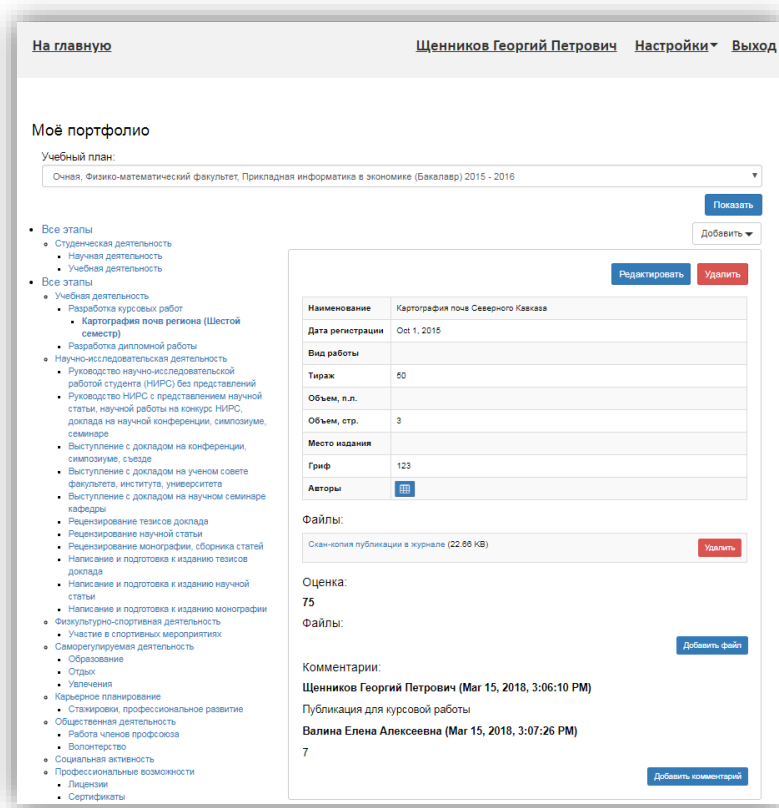 На главную
Щенников Георгий Петрович Настройки Выход
Моё портфолио
Учебный план:
Очная, Физико-математический факультет, Прикладная информатика в экономике (Бакалавр) 2015 - 2016
Показать
Добавить
Все этапы
Студенческая деятельность
Научная деятельность
Учебная деятельность
Все этапы
Учебная деятельность
Разработка курсовых работ
Картография почв региона (Шестой
семестр)
Разработка дипломной работы
Научно-исследовательская деятельность
Руководство научно-исследовательской
работой студента (НИРС) без представлений
Руководство НИРС с представлением научной
статьи, научной работы на конкурс НИРС,
доклада на научной конференции, симпозиуме,
семинаре
Выступление с докладом на конференции,
симпозиуме, съезде
Выступление с докладом на ученом совете
факультета, института, университета
Выступление с докладом на научном семинаре
кафедры
Рецензирование тезисов доклада
Рецензирование научной статьи
Рецензирование монографии, сборника статей
Написание и подготовка к изданию тезисов
доклада
Написание и подготовка к изданию научной
статьи
Написание и подготовка к изданию монографии
Физкультурно-спортивная деятельность
Участие в спортивных мероприятиях
Саморегулируемая деятельность
Образование
Отдых
Увлечения
Карьерное планирование
Стажировки, профессиональное развитие
Общественная деятельность
Работа членов профсоюза
Волонтерство
Социальная активность
Профессиональные возможности
Лицензии
Сертификаты
Редактировать Удалить
Наименование Картография почв Северного Кавказа
Дата регистрации Oct 1, 2015
Вид работы
Тираж 50
Объем, п.л.
Объем, стр. 3
Место издания
Гриф 123
Авторы
Файлы:
Скан-копия публикации в журнале (22.66 KB) Удалить
Оценка:
75
Файлы:
Добавить файл
Комментарии:
Щенников Георгий Петрович (Mar 15, 2018, 3:06:10 PM)
Публикация для курсовой работы
Валина Елена Алексеевна (Mar 15, 2018, 3:07:26 PM)
7
Добавить комментарий